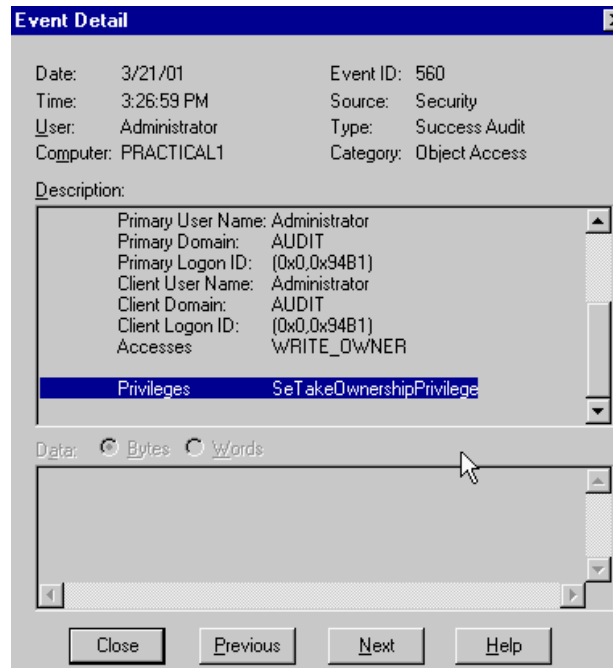 Event Detail
Date: 3/21/01 Event ID: 560
Time: 3:26:59 PM Source: Security
User: Administrator Type: Success Audit
Computer: PRACTICAL1 Category: Object Access
Description:
Primary User Name: Administrator
Primary Domain: AUDIT
Primary Logon ID: (0x0,0x94B1)
Client User Name: Administrator
Client Domain: AUDIT
Client Logon ID: (0x0,0x94B1)
Accesses WRITE_OWNER
Privileges SeTakeOwnershipPrivilege
Data: Bytes Words
Close Previous Next Help